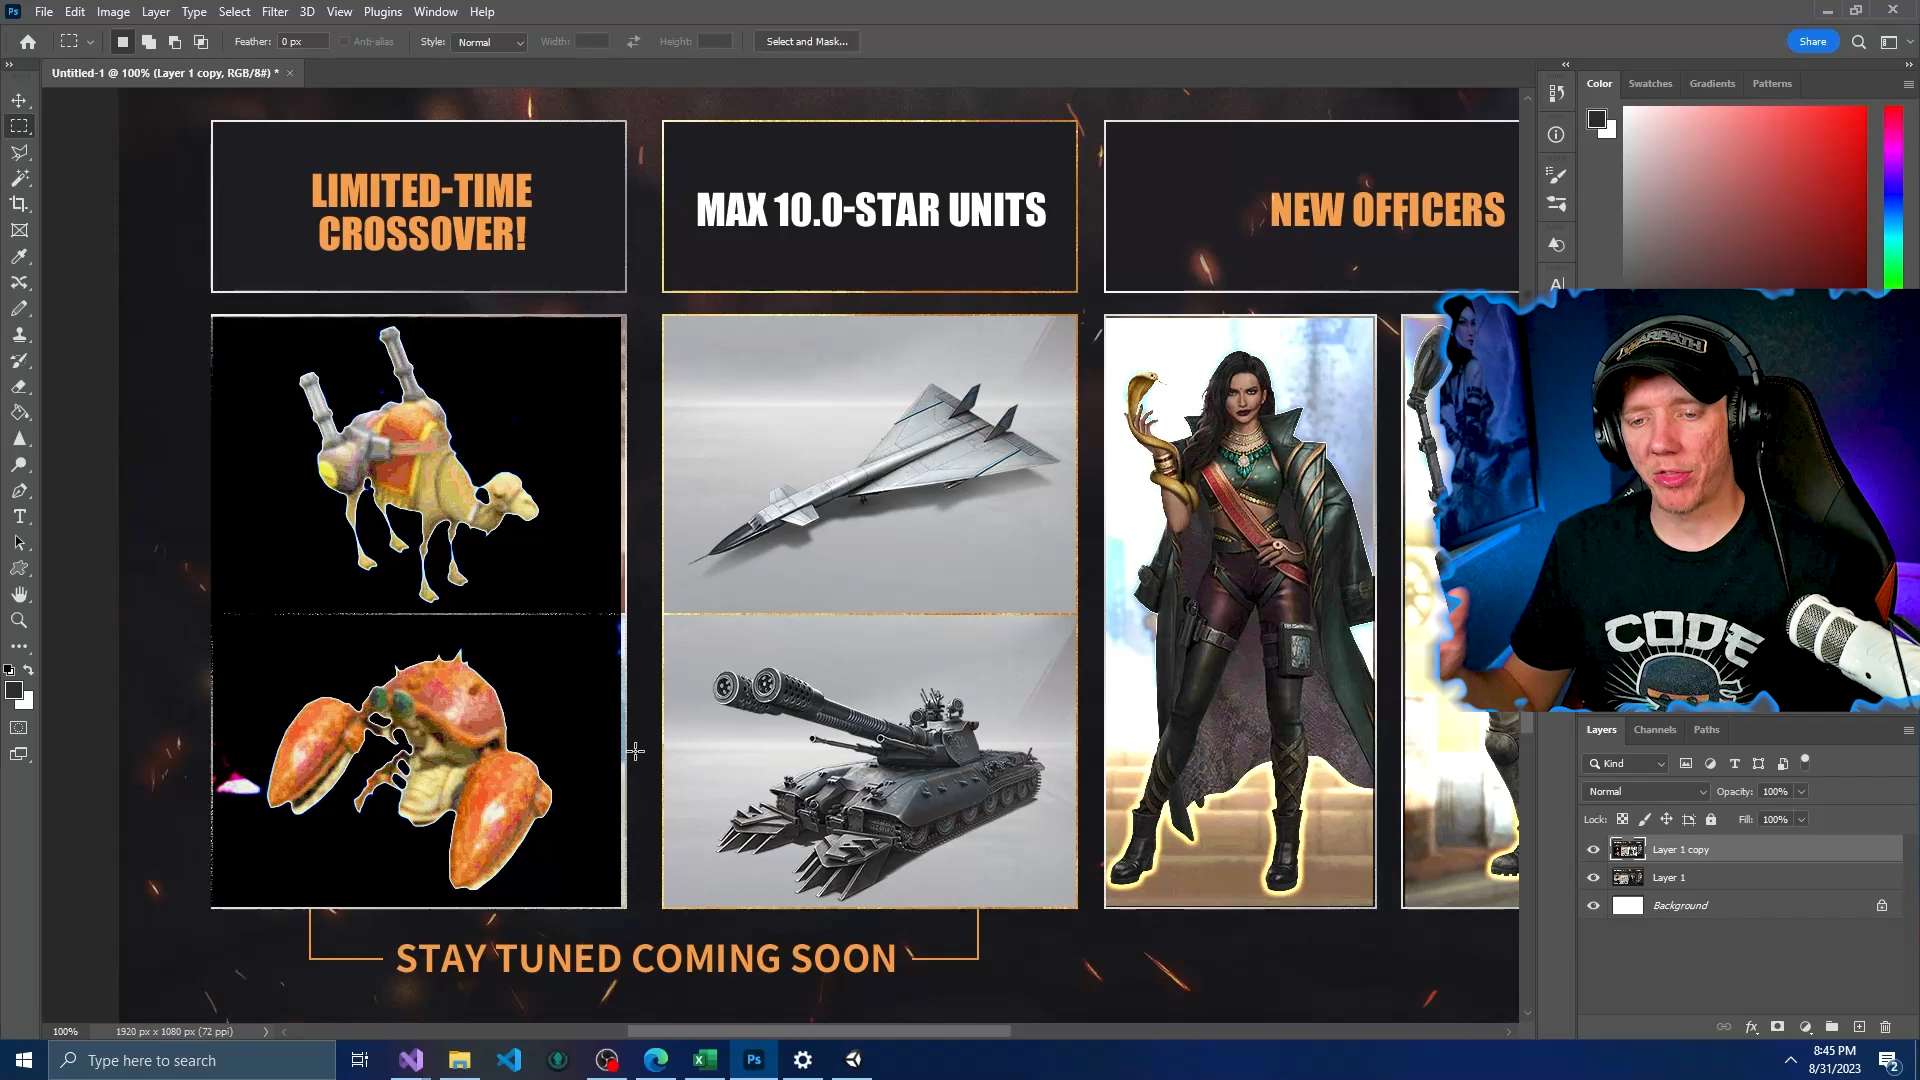 Ps File Edit Image Layer Type Select Filter 3D View Plugins Window Help
Feather: 0 px Anti-alias Style: Normal Width: Height: Select and Mask... Share
Untitled-1 @ 100% (Layer 1 copy, RGB/8#) *
Color Swatches Gradients Patterns
LIMITED-TIME
CROSSOVER!
MAX 10.0-STAR UNITS
NEW OFFICERS
WARPATH
CODE
STAY TUNED COMING SOON
Layers Channels Paths
Kind
Normal Opacity: 100%
Lock: Fill: 100%
Layer 1 copy
Layer 1
Background
100% 1920 px x 1080 px (72 ppi)
Type here to search
Ps
8:45 PM
8/31/2023
2